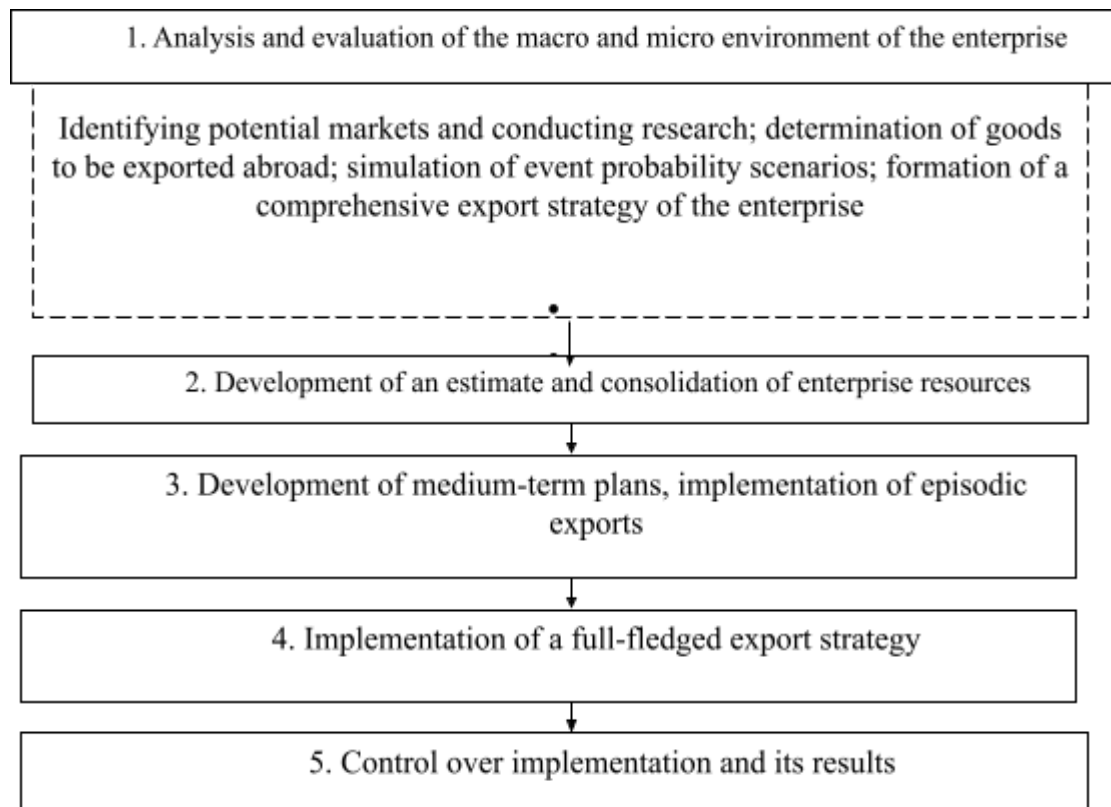 1. Analysis and evaluation of the macro and micro environment of the enterprise
Identifying potential markets and conducting research; determination of goods
to be exported abroad; simulation of event probability scenarios; formation of a
comprehensive export strategy of the enterprise
2. Development of an estimate and consolidation of enterprise resources
3. Development of medium-term plans, implementation of episodic
exports
4. Implementation of a full-fledged export strategy
5. Control over implementation and its results